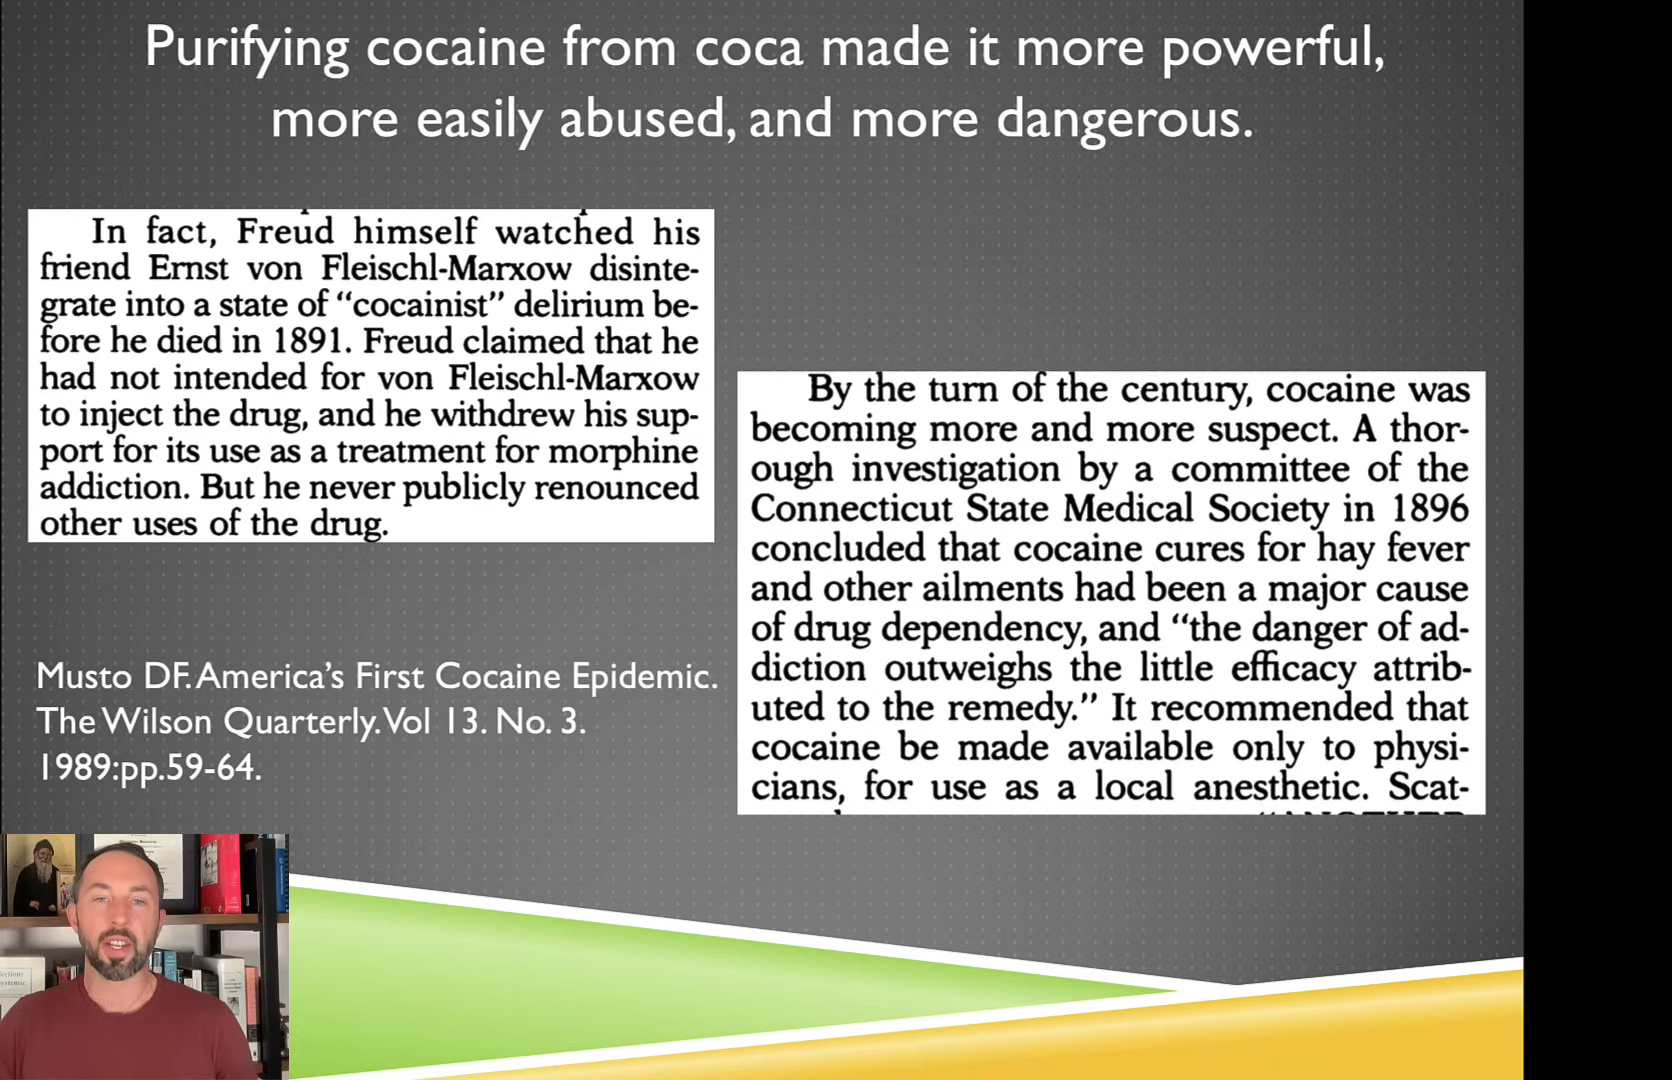 Purifying cocaine from coca made it more powerful,
more easily abused, and more dangerous.
In fact, Freud himself watched his
friend Ernst von Fleischl-Marxow disinte-
grate into a state of “cocainist” delirium be-
fore he died in 1891. Freud claimed that he
had not intended for von Fleischl-Marxow
to inject the drug, and he withdrew his sup-
port for its use as a treatment for morphine
addiction. But he never publicly renounced
other uses of the drug.
By the turn of the century, cocaine was
becoming more and more suspect. A thor-
ough investigation by a committee of the
Connecticut State Medical Society in 1896
concluded that cocaine cures for hay fever
and other ailments had been a major cause
of drug dependency, and “the danger of ad-
diction outweighs the little efficacy attrib-
uted to the remedy.” It recommended that
cocaine be made available only to physi-
cians, for use as a local anesthetic. Scat-
Musto DF. America’s First Cocaine Epidemic.
The Wilson Quarterly. Vol 13. No. 3.
1989:pp.59-64.